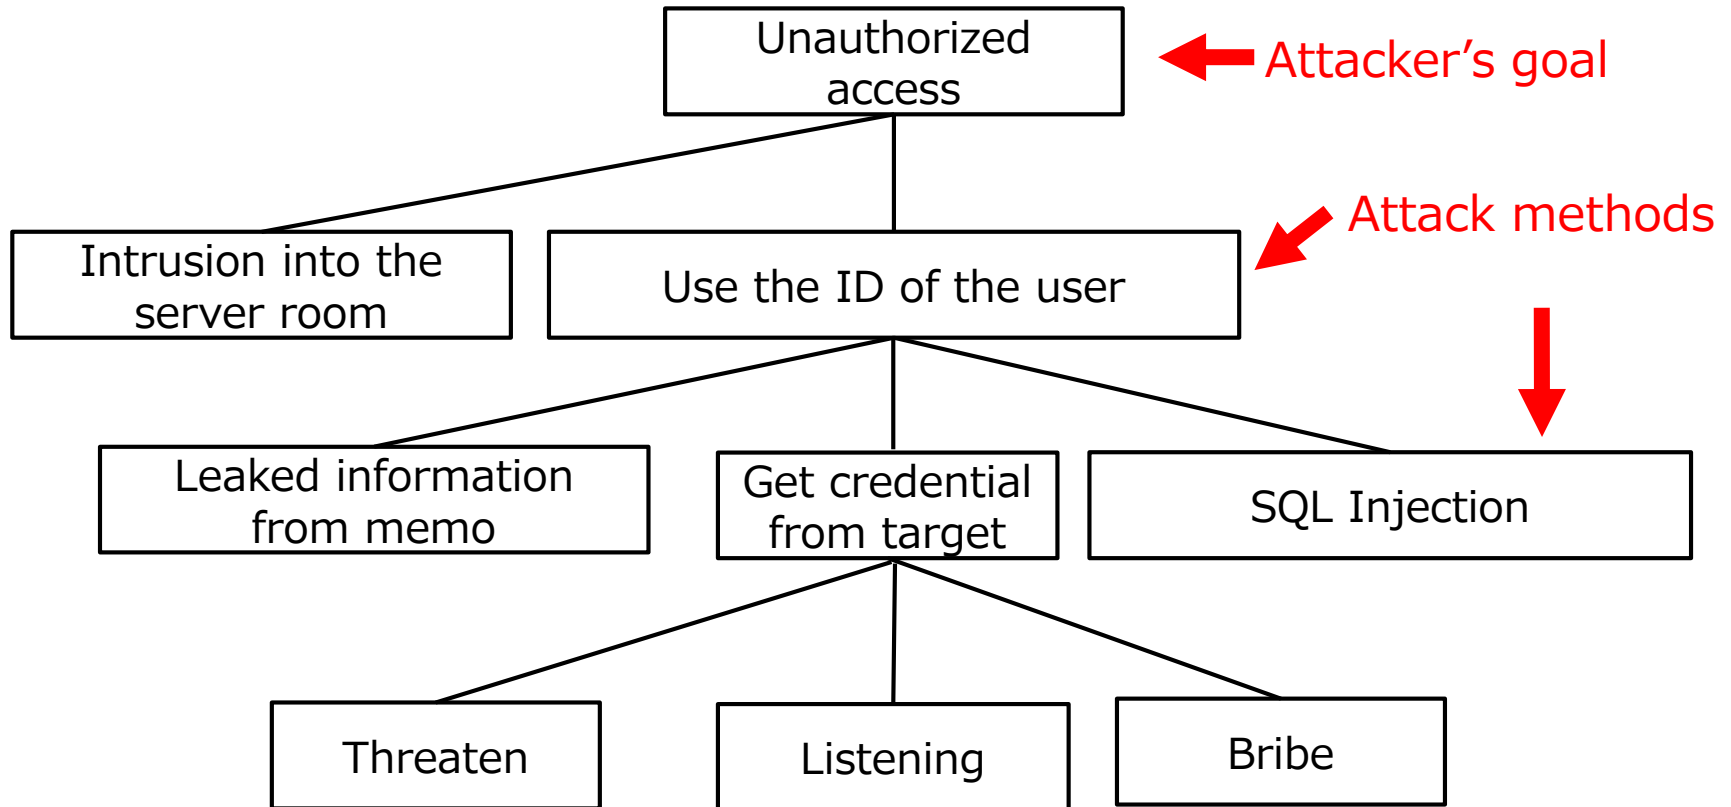 Unauthorized
access
Attacker’s goal
Attack methods
Intrusion into the
server room
Use the ID of the user
Leaked information
from memo
Get credential
from target
SQL Injection
Threaten
Listening
Bribe